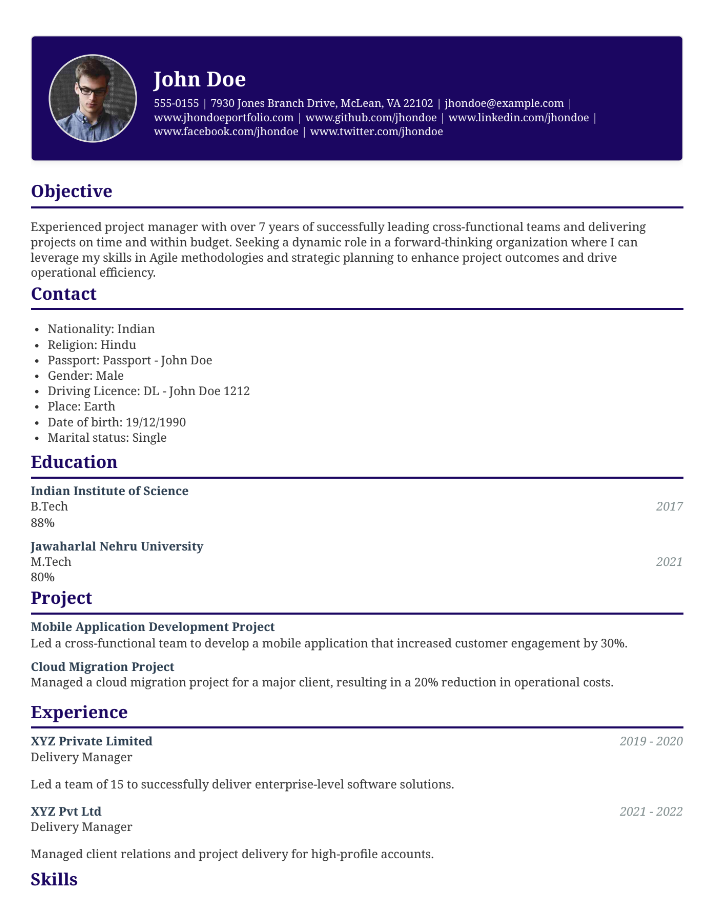 John Doe
555-0155 | 7930 Jones Branch Drive, McLean, VA 22102 | jhondoe@example.com |
www.jhondoeportfolio.com | www.github.com/jhondoe | www.linkedin.com/jhondoe |
www.facebook.com/jhondoe | www.twitter.com/jhondoe
Objective
Experienced project manager with over 7 years of successfully leading cross-functional teams and delivering
projects on time and within budget. Seeking a dynamic role in a forward-thinking organization where I can
leverage my skills in Agile methodologies and strategic planning to enhance project outcomes and drive
operational efficiency.
Contact
• Nationality: Indian
• Religion: Hindu
• Passport: Passport - John Doe
• Gender: Male
• Driving Licence: DL - John Doe 1212
• Place: Earth
• Date of birth: 19/12/1990
• Marital status: Single
Education
Indian Institute of Science
B.Tech 2017
88%
Jawaharlal Nehru University
M.Tech 2021
80%
Project
Mobile Application Development Project
Led a cross-functional team to develop a mobile application that increased customer engagement by 30%.
Cloud Migration Project
Managed a cloud migration project for a major client, resulting in a 20% reduction in operational costs.
Experience
XYZ Private Limited 2019 - 2020
Delivery Manager
Led a team of 15 to successfully deliver enterprise-level software solutions.
XYZ Pvt Ltd 2021 - 2022
Delivery Manager
Managed client relations and project delivery for high-profile accounts.
Skills